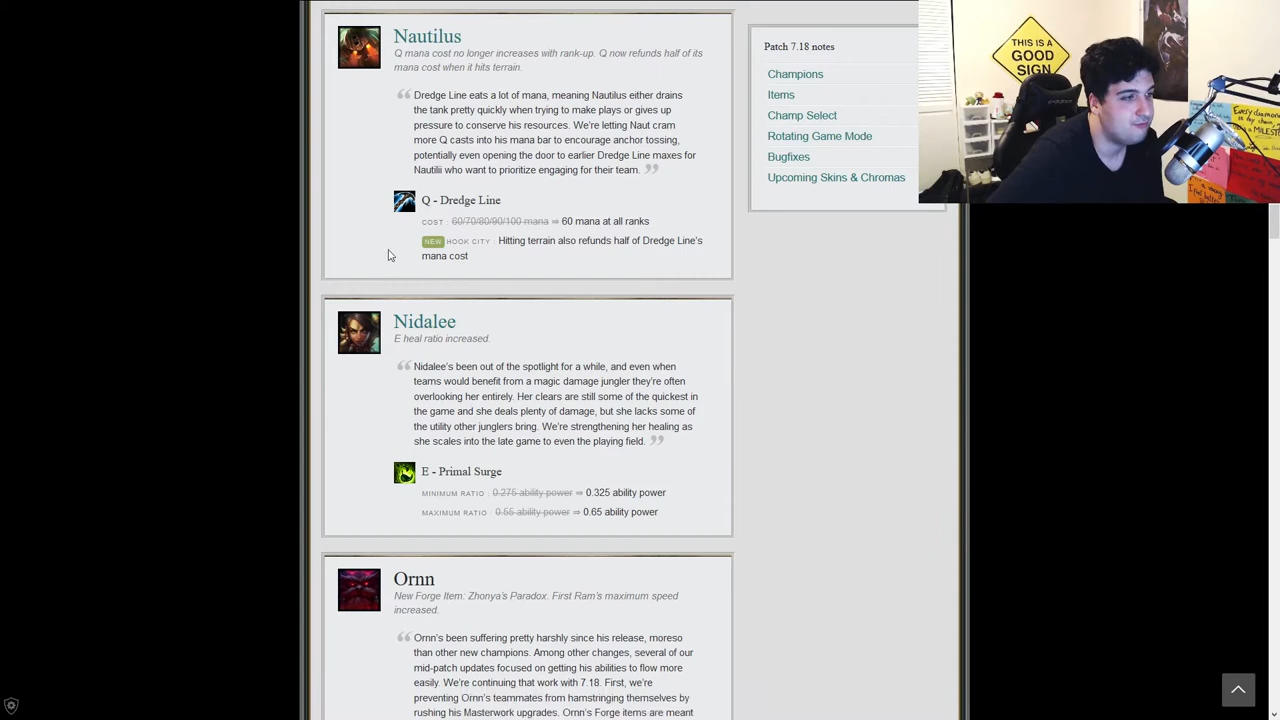 Nautilus
Q mana cost no longer increases with rank-up. Q now refunds half of its
mana cost when it hits terrain.
Dredge Line eats a lot of mana, meaning Nautilus either drains
the tank pretty quickly when trying to make plays or gives up
pressure to conserve his resources. We're letting Naut cram
more Q casts into his mana bar to encourage anchor tossing,
potentially even opening the door to earlier Dredge Line maxes for
Nautilii who want to prioritize engaging for their team.
Q - Dredge Line
COST : 60/70/80/90/100 mana ⇒ 60 mana at all ranks
NEW HOOK CITY : Hitting terrain also refunds half of Dredge Line's
mana cost
Nidalee
E heal ratio increased.
Nidalee's been out of the spotlight for a while, and even when
teams would benefit from a magic damage jungler they're often
overlooking her entirely. Her clears are still some of the quickest in
the game and she deals plenty of damage, but she lacks some of
the utility other junglers bring. We're strengthening her healing as
she scales into the late game to even the playing field.
E - Primal Surge
MINIMUM RATIO : 0.275 ability power ⇒ 0.325 ability power
MAXIMUM RATIO : 0.55 ability power ⇒ 0.65 ability power
Ornn
New Forge Item: Zhonya's Paradox. First Ram's maximum speed
increased.
Ornn's been suffering pretty harshly since his release, moreso
than other new champions. Among other changes, several of our
mid-patch updates focused on getting his abilities to flow more
easily. We're continuing that work with 7.18. First, we're
preventing Ornn's teammates from hamstringing themselves by
rushing his Masterwork upgrades. Ornn's Forge items are meant
Patch 7.18 notes
Champions
Items
Champ Select
Rotating Game Mode
Bugfixes
Upcoming Skins & Chromas
THIS IS A
GOOD
SIGN
Every diamond
MILESTO